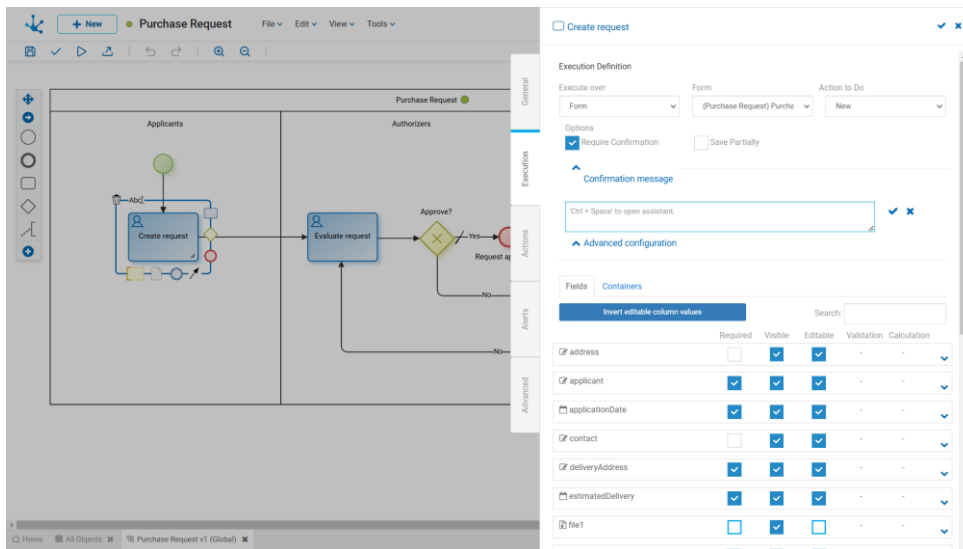 + New
Purchase Request
File
Edit
View
Tools
Purchase Request
Applicants
Authorizers
Abc
Create request
Evaluate request
Approve?
Yes
Request ap
No
No
Home
All Objects
Purchase Request v1 (Global)
General
Execution
Actions
Alerts
Advanced
Create request
Execution Definition
Execute over
Form
Action to Do
Form
(Purchase Request) Purcha
New
Options
Require Confirmation
Save Partially
Confirmation message
'Ctrl + Space' to open assistant.
Advanced configuration
Fields
Containers
Invert editable column values
Search:
Required Visible Editable Validation Calculation
address - -
applicant - -
applicationDate - -
contact - -
deliveryAddress - -
estimatedDelivery - -
file1